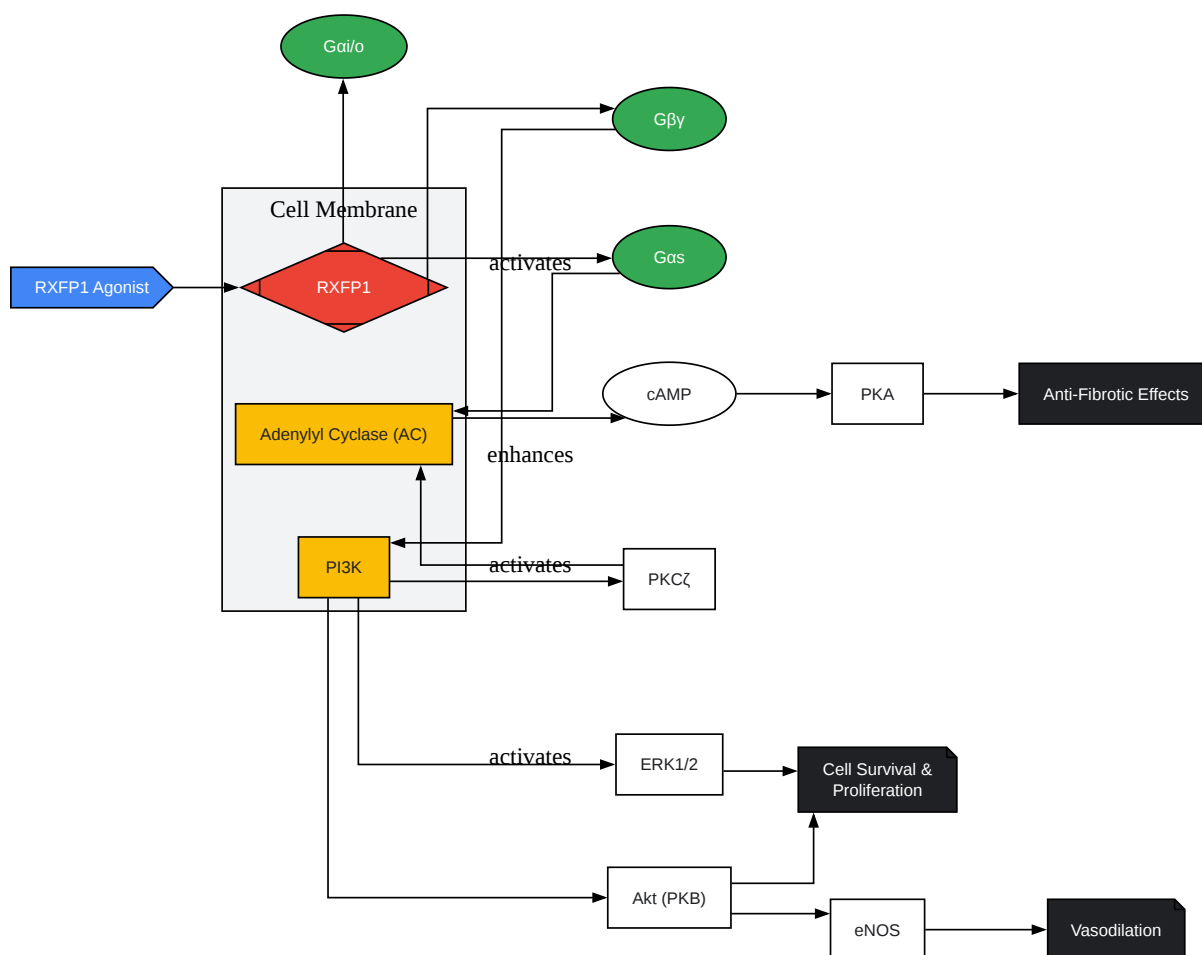 Gαi/o
Gβγ
Cell Membrane
activates
Gαs
RXFP1 Agonist
RXFP1
cAMP
PKA
Anti-Fibrotic Effects
Adenylyl Cyclase (AC)
enhances
PI3K
activates
PKCζ
activates
ERK1/2
Cell Survival &
Proliferation
Akt (PKB)
eNOS
Vasodilation